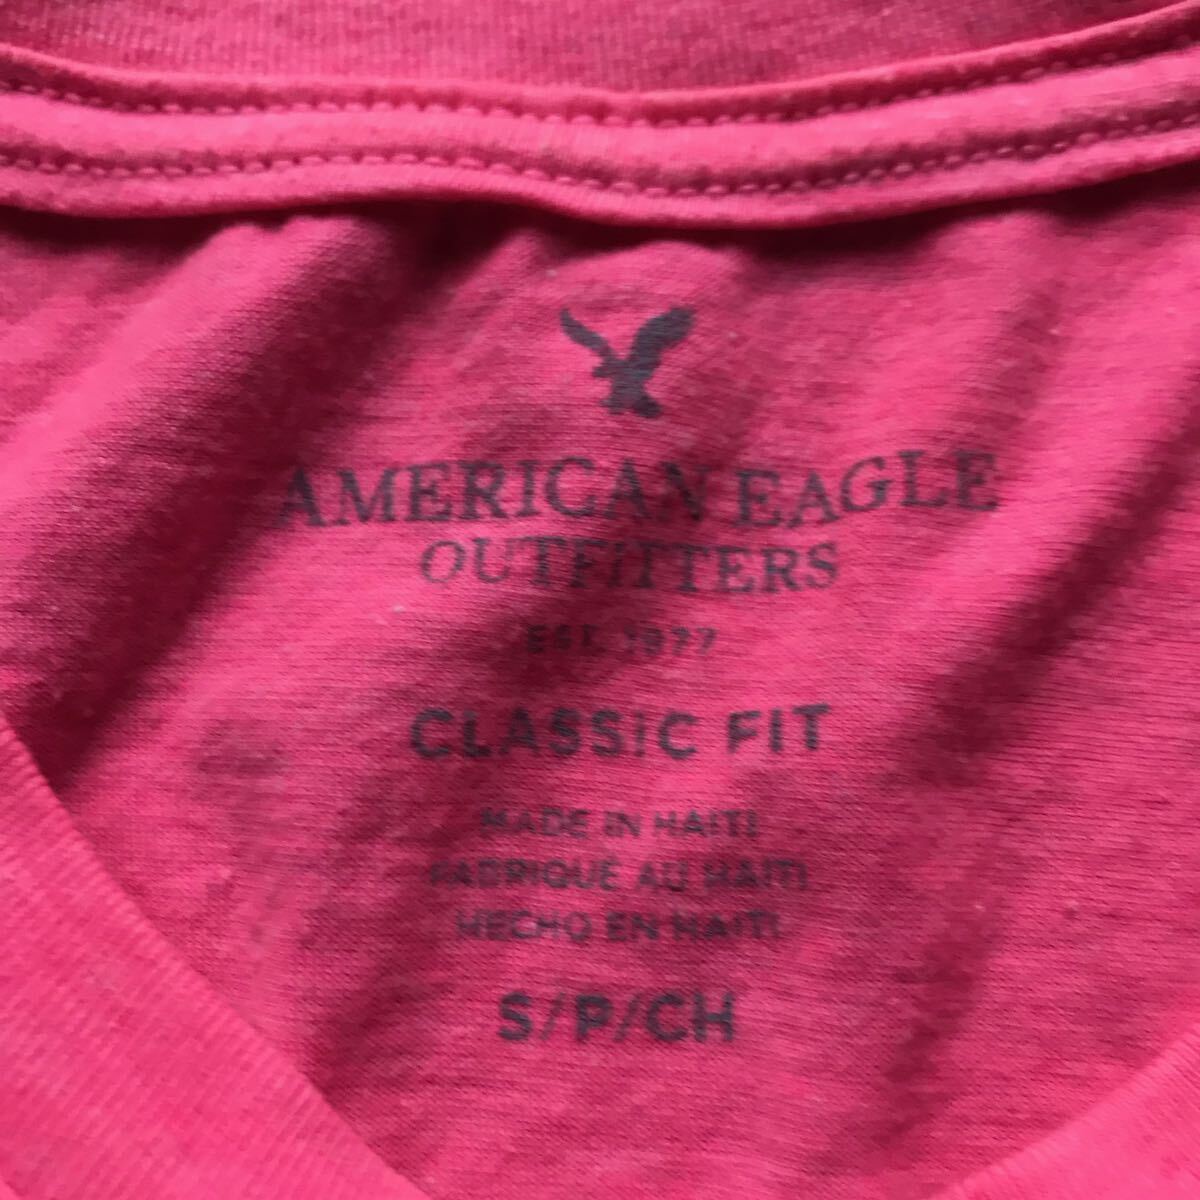 AMERICAN EAGLE
OUTFITTERS
EST. 1977
CLASSIC FIT
MADE IN HAITI
FABRIQUE AU HAITI
HECHO EN HAITI
S/P/CH